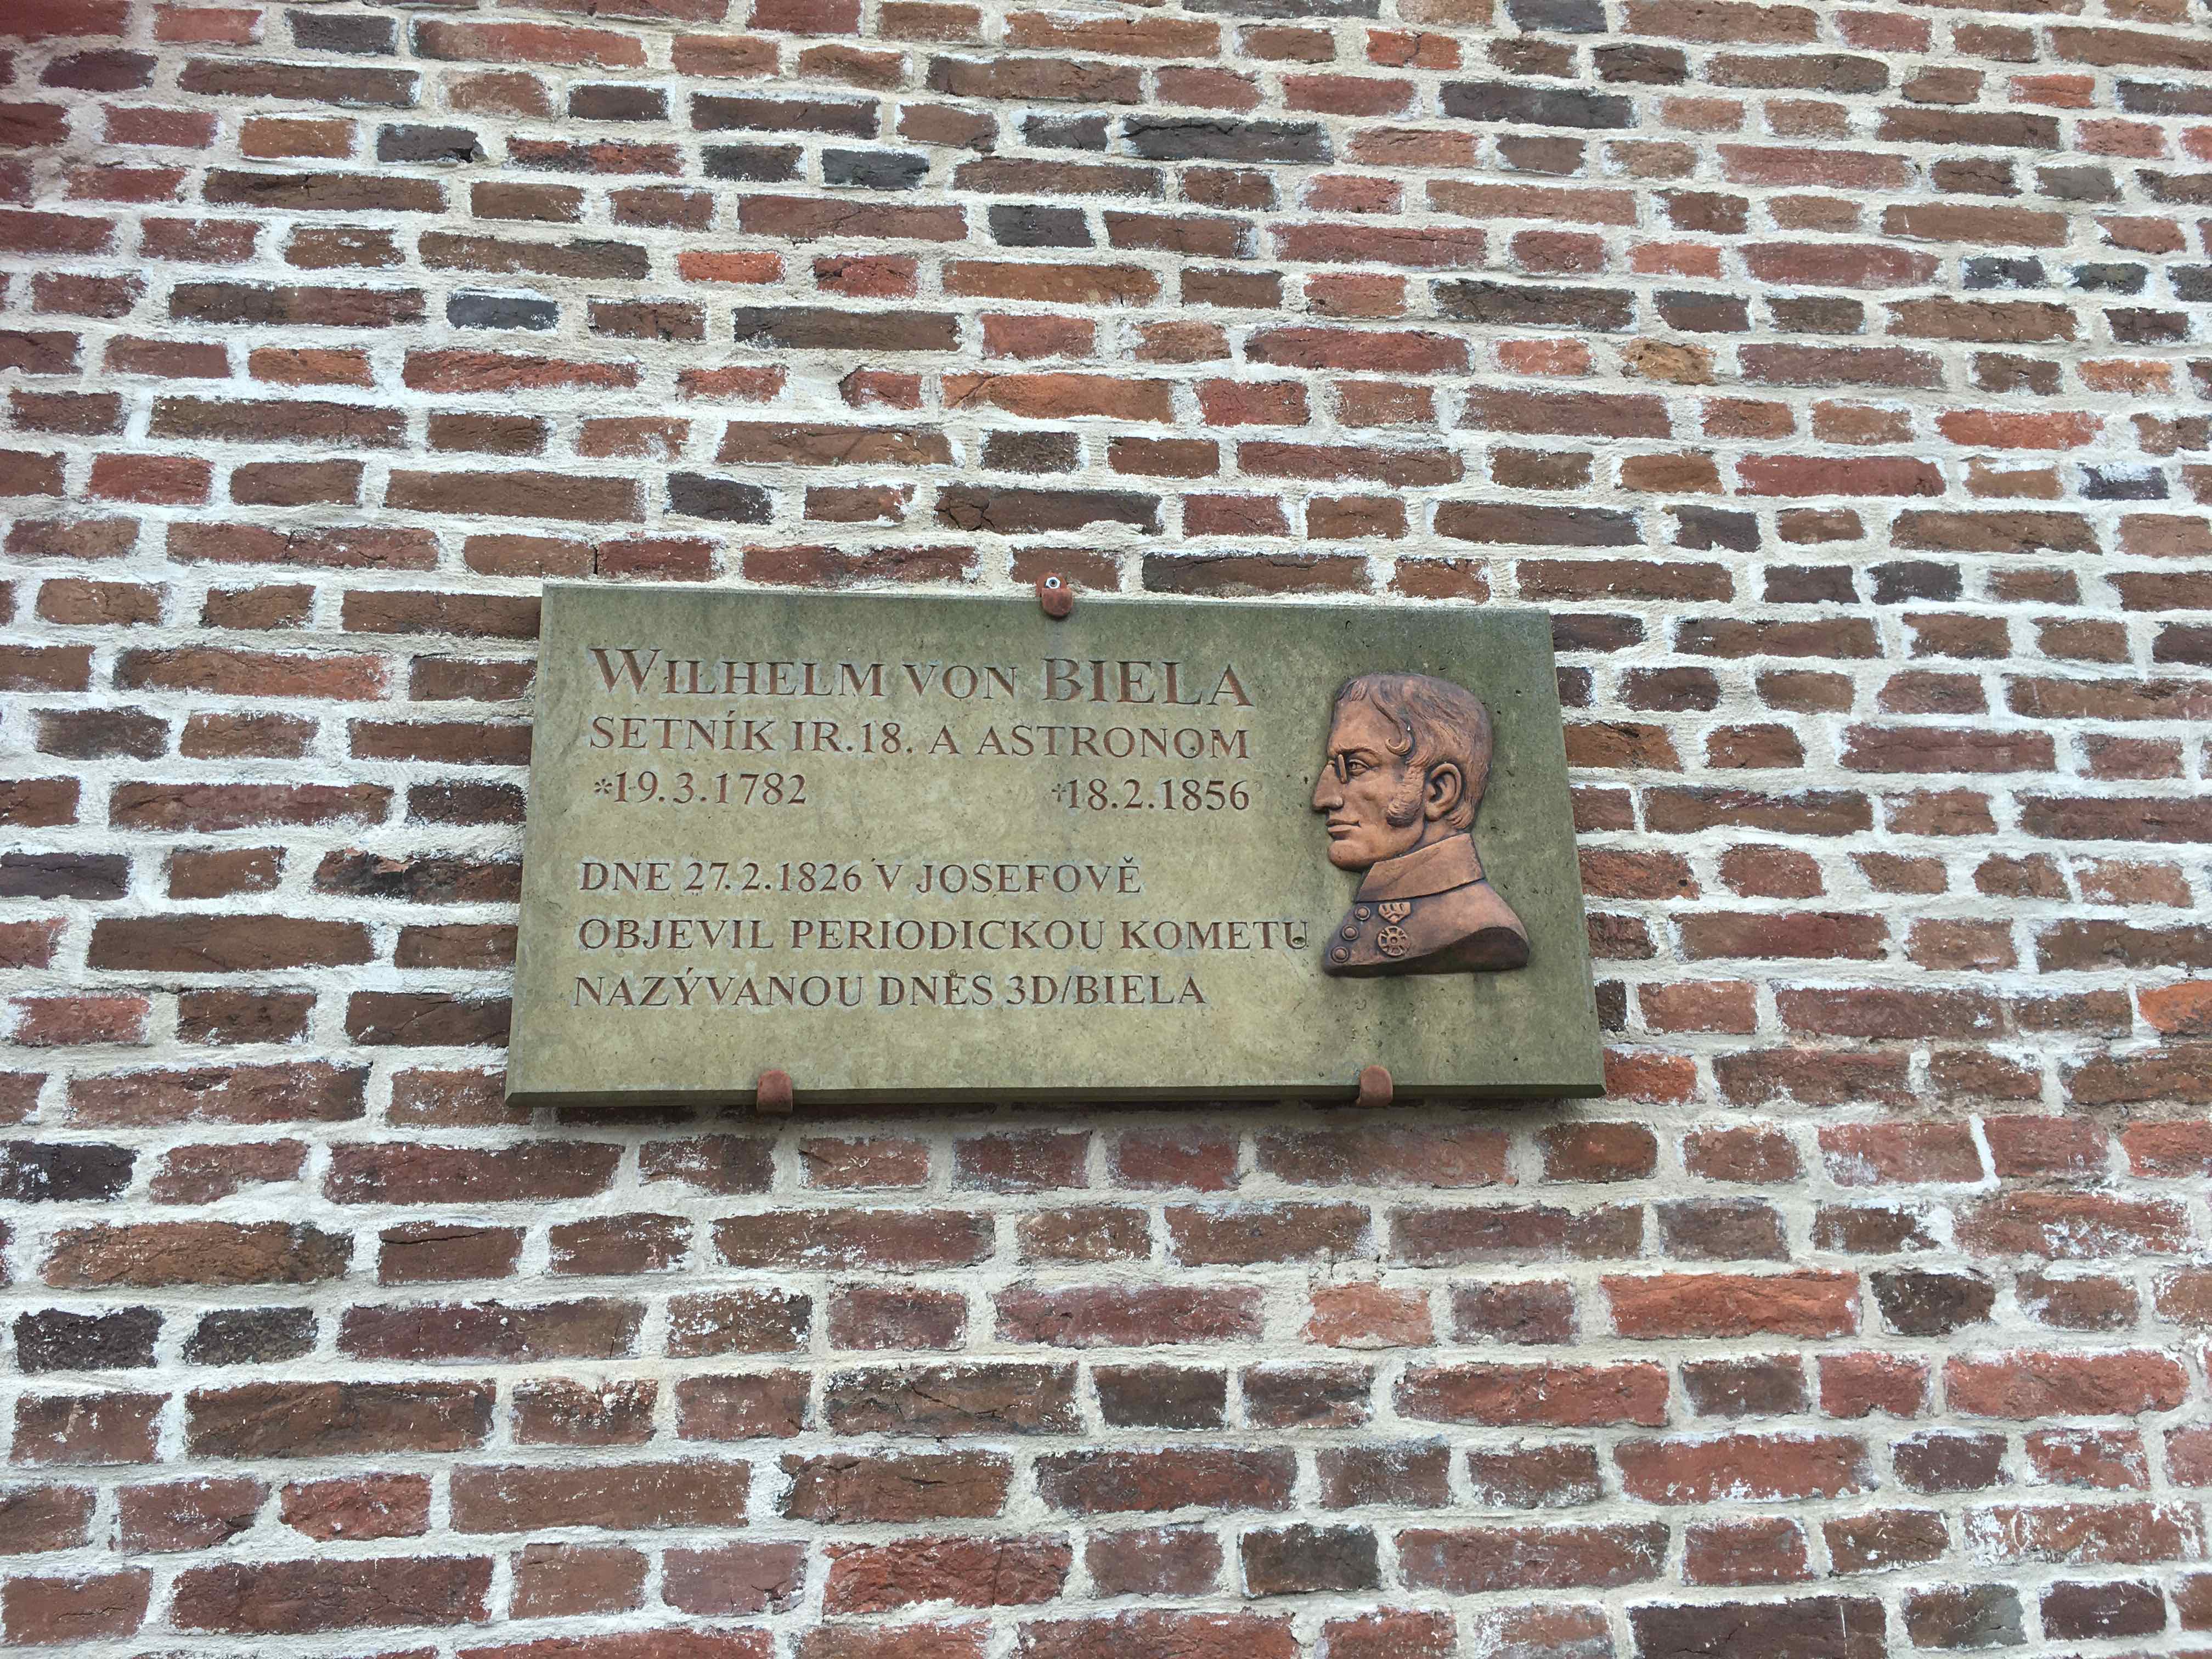 WILHELM VON BIELA
SETNÍK IR.18. A ASTRONOM
*19.3.1782 †18.2.1856
DNE 27.2.1826 V JOSEFOVĚ
OBJEVIL PERIODICKOU KOMETU
NAZÝVANOU DNES 3D/BIELA